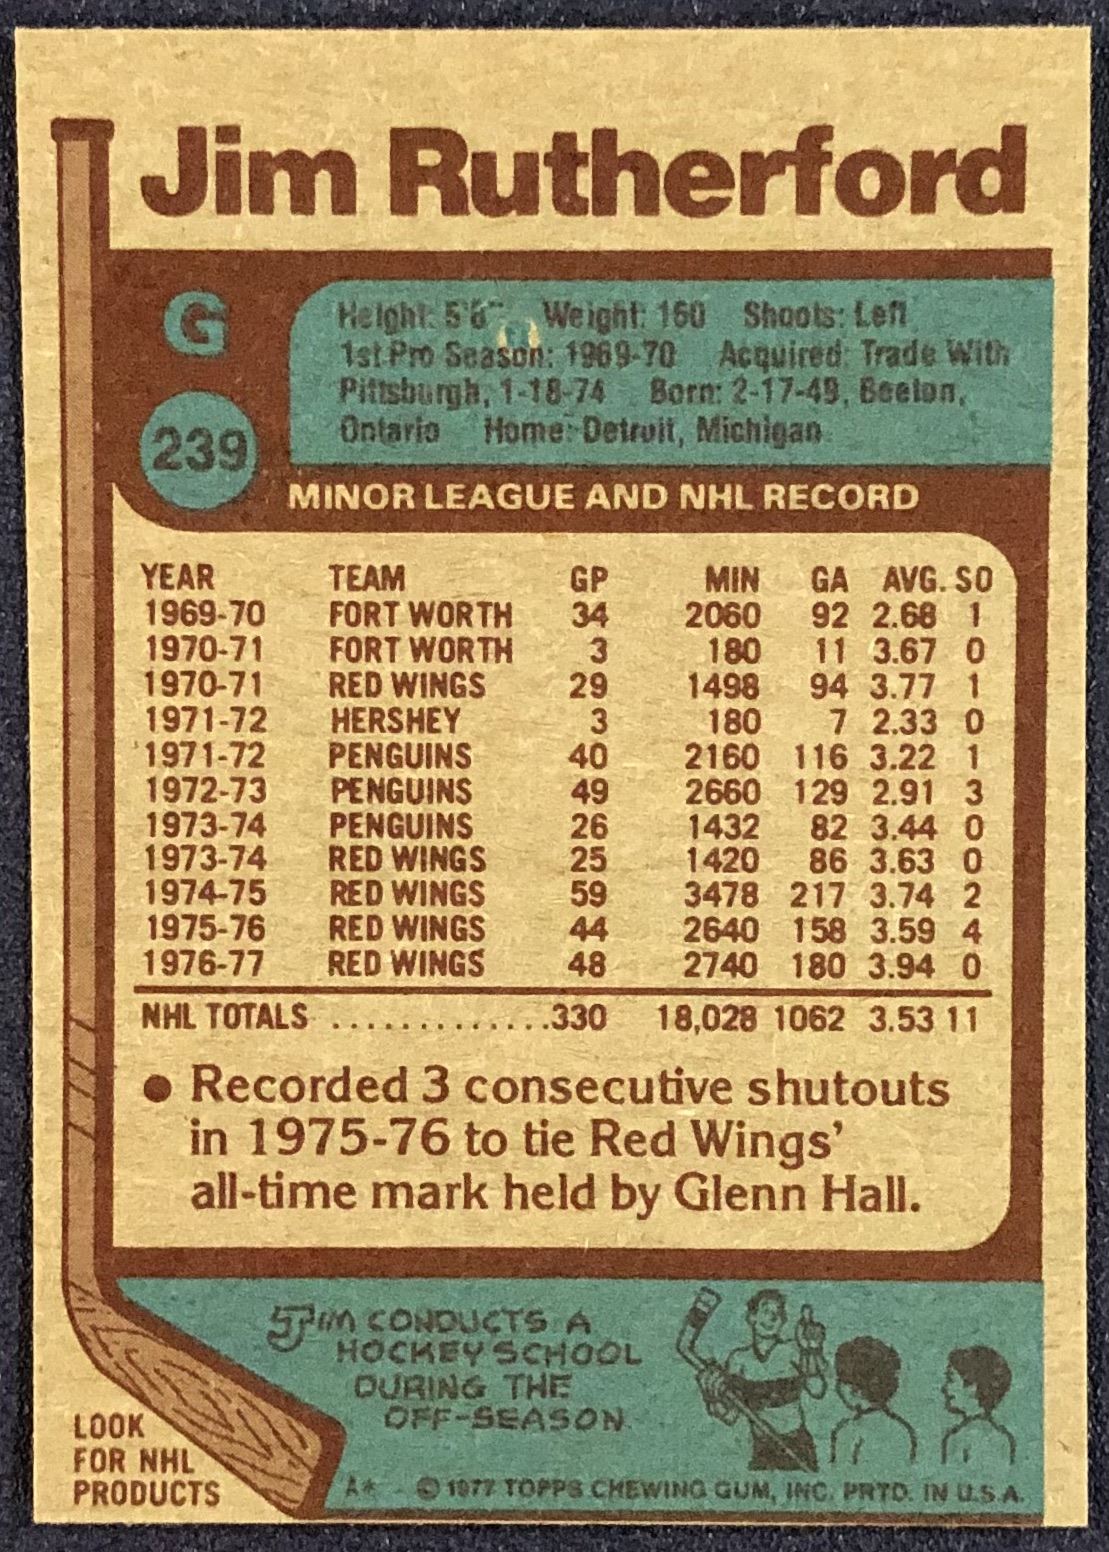 Jim Rutherford
G
239
Height: 5'8" Weight: 160 Shoots: Left
1st Pro Season: 1969-70 Acquired: Trade With
Pittsburgh, 1-18-74 Born: 2-17-49, Beeton,
Ontario Home: Detroit, Michigan
MINOR LEAGUE AND NHL RECORD
YEAR TEAM GP MIN GA AVG. SO
1969-70 FORT WORTH 34 2060 92 2.68 1
1970-71 FORT WORTH 3 180 11 3.67 0
1970-71 RED WINGS 29 1498 94 3.77 1
1971-72 HERSHEY 3 180 7 2.33 0
1971-72 PENGUINS 40 2160 116 3.22 1
1972-73 PENGUINS 49 2660 129 2.91 3
1973-74 PENGUINS 26 1432 82 3.44 0
1973-74 RED WINGS 25 1420 86 3.63 0
1974-75 RED WINGS 59 3478 217 3.74 2
1975-76 RED WINGS 44 2640 158 3.59 4
1976-77 RED WINGS 48 2740 180 3.94 0
NHL TOTALS .............330 18,028 1062 3.53 11
● Recorded 3 consecutive shutouts
in 1975-76 to tie Red Wings'
all-time mark held by Glenn Hall.
JIM CONDUCTS A
HOCKEY SCHOOL
DURING THE
OFF-SEASON
LOOK
FOR NHL
PRODUCTS
A* © 1977 TOPPS CHEWING GUM, INC. PRTD. IN U.S.A.